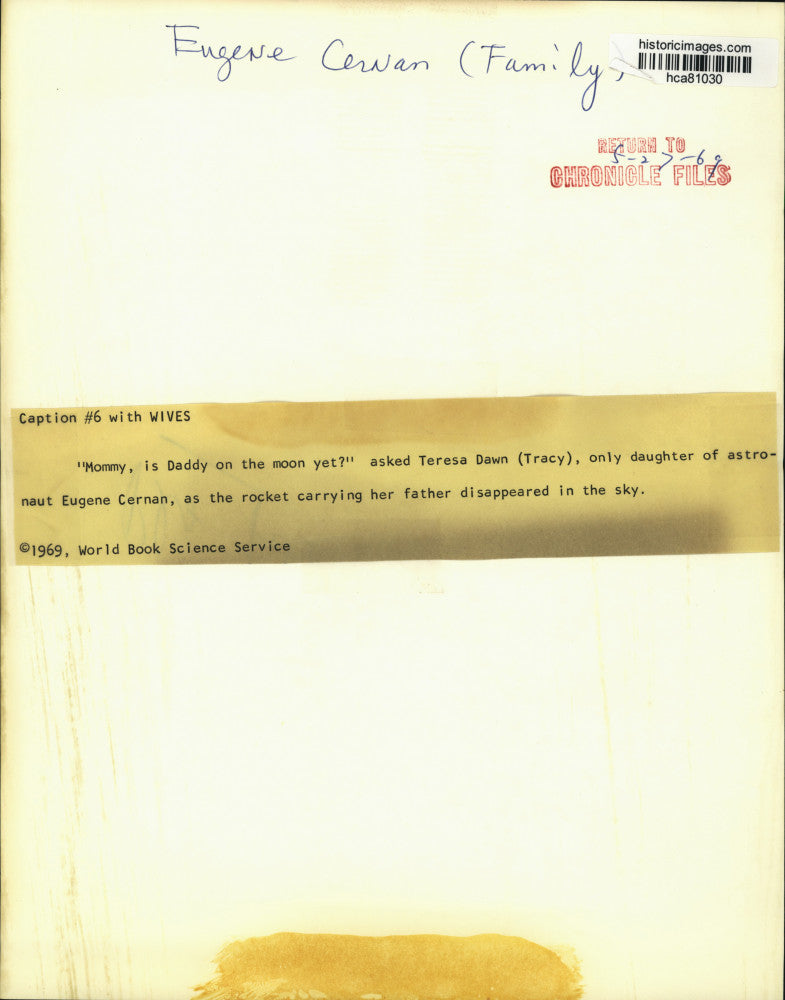 Eugene Cernan (Family)
historicimages.com
hca81030
RETURN TO
5-27-69
CHRONICLE FILES
Caption #6 with WIVES
"Mommy, is Daddy on the moon yet?" asked Teresa Dawn (Tracy), only daughter of astro-
naut Eugene Cernan, as the rocket carrying her father disappeared in the sky.
©1969, World Book Science Service